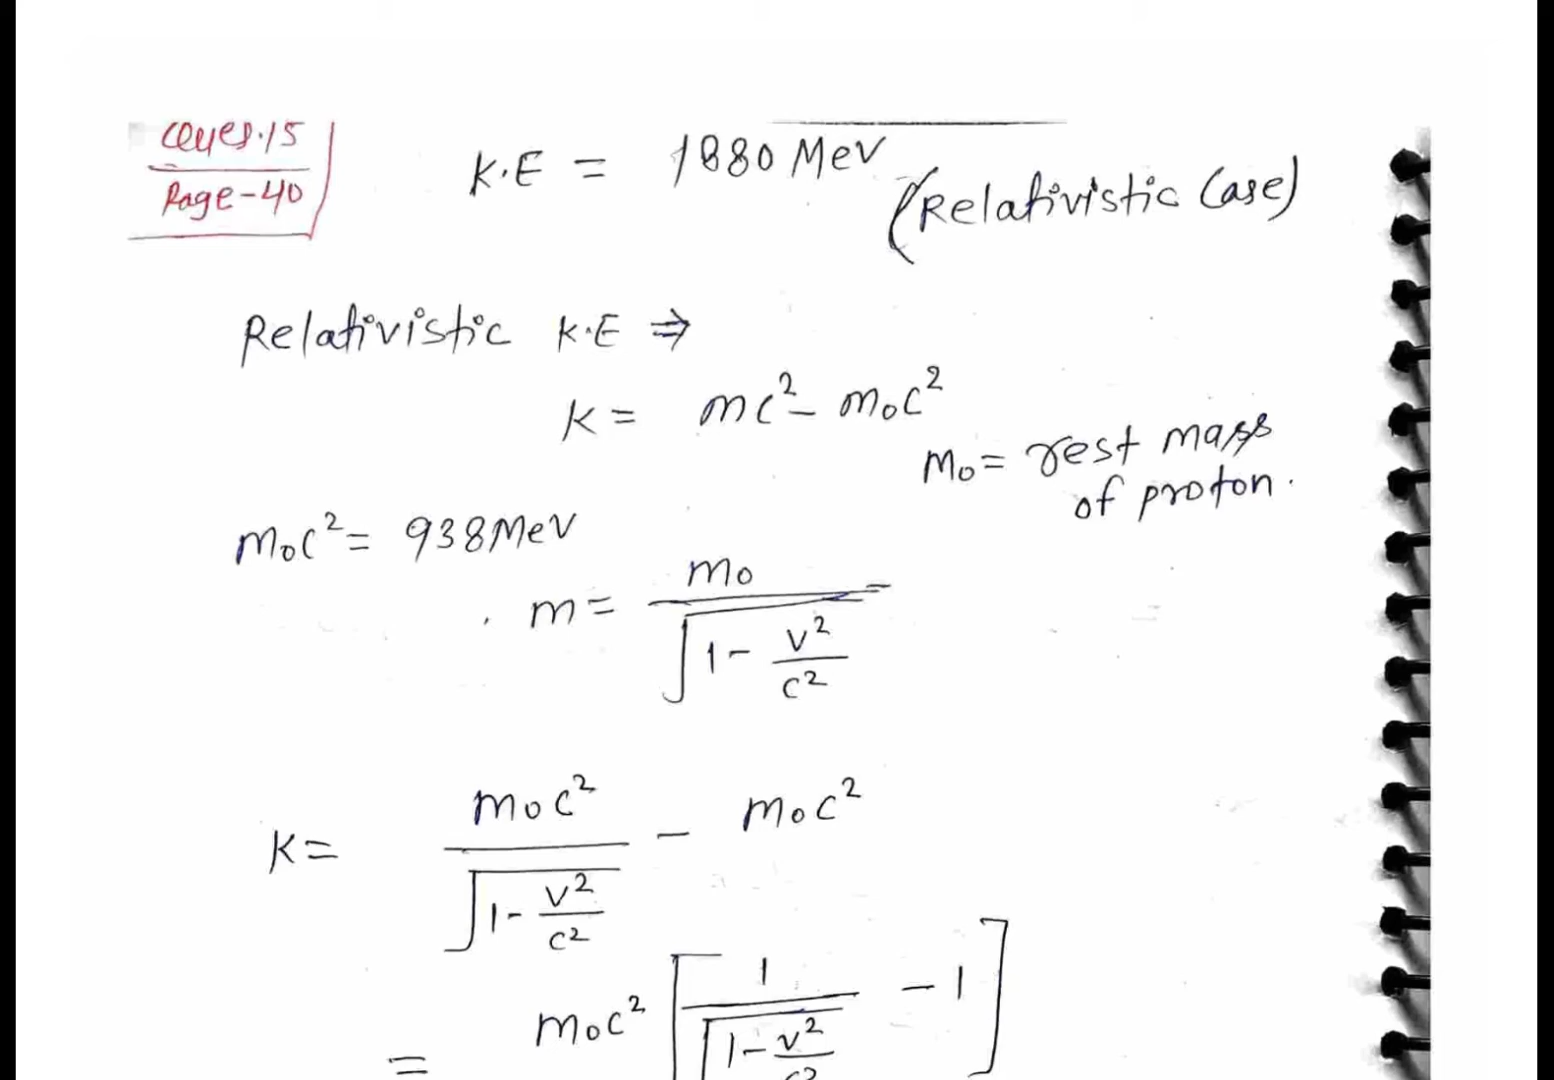 Ques.15
Page-40
K.E = 1880 MeV
(Relativistic Case)
Relativistic K.E ⇒
K = mc² - m₀c²
m₀ = rest mass
of proton.
m₀c² = 938 MeV
m = m₀ / √(1 - v²/c²)
K = m₀c² / √(1 - v²/c²) - m₀c²
= m₀c² [1 / √(1 - v²/c²) - 1]